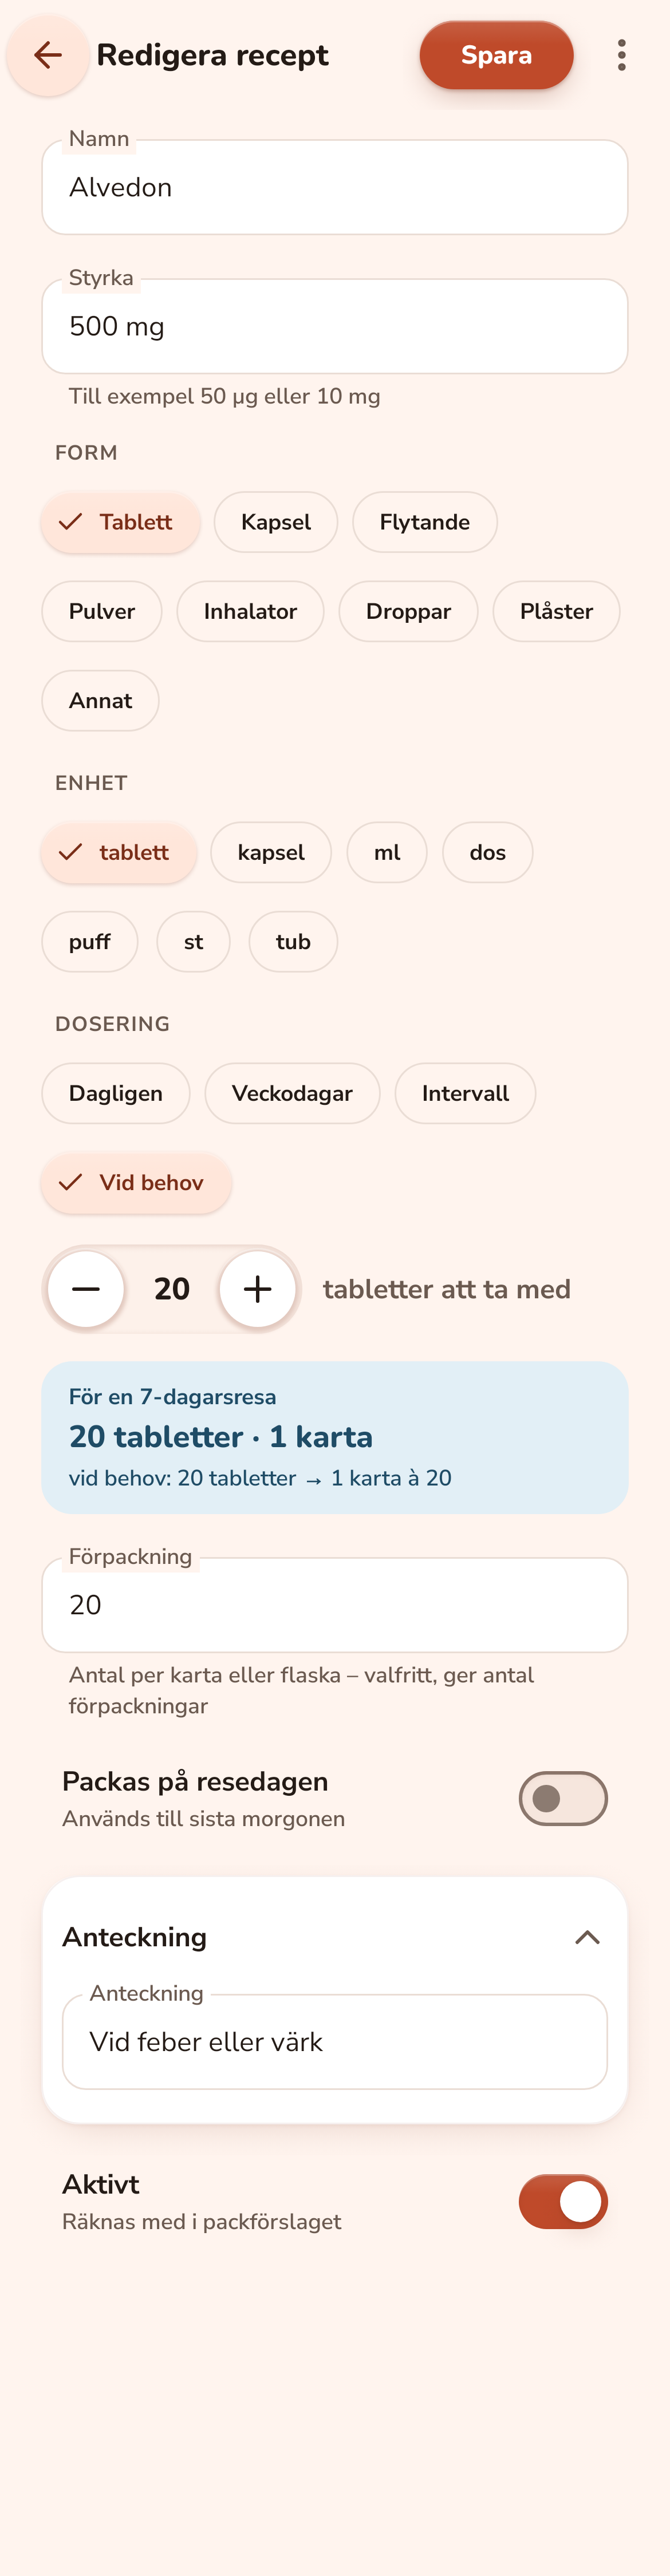 Redigera recept
Spara
Namn
Alvedon
Styrka
500 mg
Till exempel 50 µg eller 10 mg
FORM
Tablett
Kapsel
Flytande
Pulver
Inhalator
Droppar
Plåster
Annat
ENHET
tablett
kapsel
ml
dos
puff
st
tub
DOSERING
Dagligen
Veckodagar
Intervall
Vid behov
20
tabletter att ta med
För en 7-dagarsresa
20 tabletter · 1 karta
vid behov: 20 tabletter → 1 karta à 20
Förpackning
20
Antal per karta eller flaska – valfritt, ger antal
förpackningar
Packas på resedagen
Används till sista morgonen
Anteckning
Anteckning
Vid feber eller värk
Aktivt
Räknas med i packförslaget